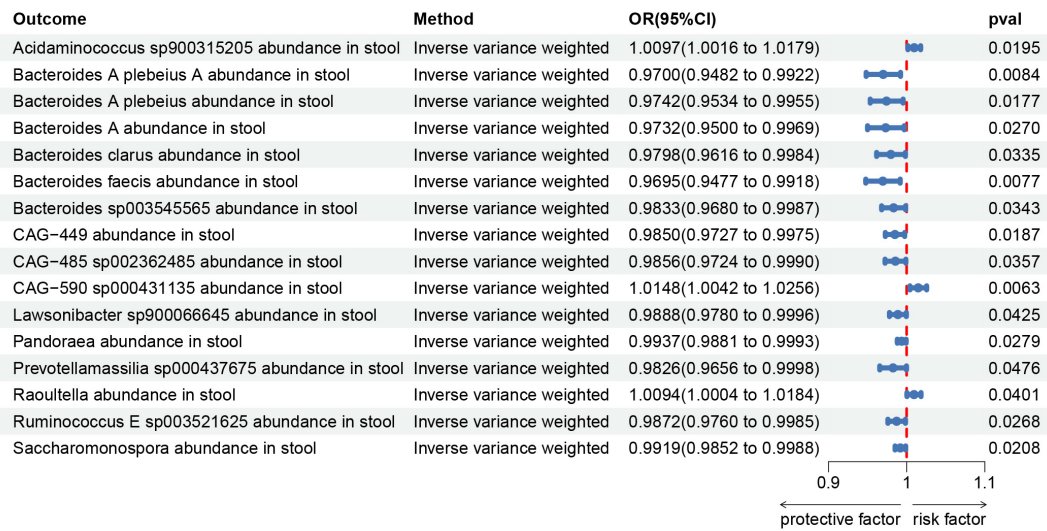 Outcome Method OR(95%CI) pval
Acidaminococcus sp900315205 abundance in stool Inverse variance weighted 1.0097(1.0016 to 1.0179) 0.0195
Bacteroides A plebeius A abundance in stool Inverse variance weighted 0.9700(0.9482 to 0.9922) 0.0084
Bacteroides A plebeius abundance in stool Inverse variance weighted 0.9742(0.9534 to 0.9955) 0.0177
Bacteroides A abundance in stool Inverse variance weighted 0.9732(0.9500 to 0.9969) 0.0270
Bacteroides clarus abundance in stool Inverse variance weighted 0.9798(0.9616 to 0.9984) 0.0335
Bacteroides faecis abundance in stool Inverse variance weighted 0.9695(0.9477 to 0.9918) 0.0077
Bacteroides sp003545565 abundance in stool Inverse variance weighted 0.9833(0.9680 to 0.9987) 0.0343
CAG−449 abundance in stool Inverse variance weighted 0.9850(0.9727 to 0.9975) 0.0187
CAG−485 sp002362485 abundance in stool Inverse variance weighted 0.9856(0.9724 to 0.9990) 0.0357
CAG−590 sp000431135 abundance in stool Inverse variance weighted 1.0148(1.0042 to 1.0256) 0.0063
Lawsonibacter sp900066645 abundance in stool Inverse variance weighted 0.9888(0.9780 to 0.9996) 0.0425
Pandoraea abundance in stool Inverse variance weighted 0.9937(0.9881 to 0.9993) 0.0279
Prevotellamassilia sp000437675 abundance in stool Inverse variance weighted 0.9826(0.9656 to 0.9998) 0.0476
Raoultella abundance in stool Inverse variance weighted 1.0094(1.0004 to 1.0184) 0.0401
Ruminococcus E sp003521625 abundance in stool Inverse variance weighted 0.9872(0.9760 to 0.9985) 0.0268
Saccharomonospora abundance in stool Inverse variance weighted 0.9919(0.9852 to 0.9988) 0.0208
0.9 1 1.1
protective factor risk factor